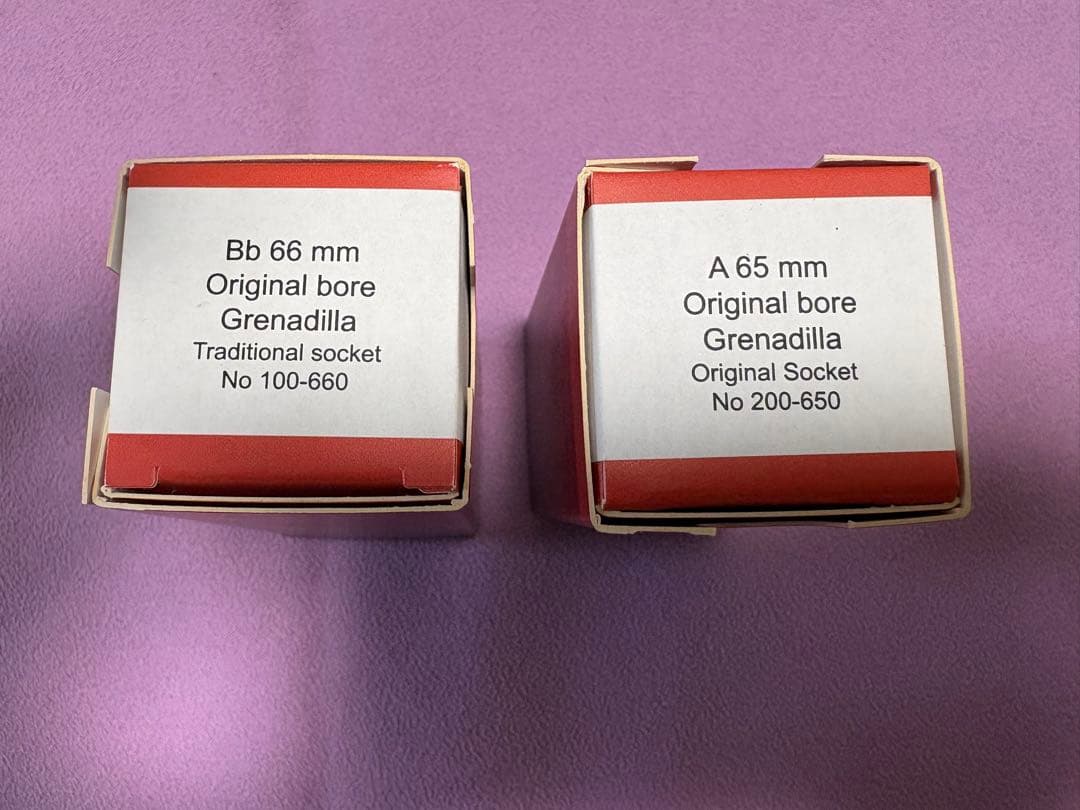 Bb 66 mm
Original bore
Grenadilla
Traditional socket
No 100-660
A 65 mm
Original bore
Grenadilla
Original Socket
No 200-650